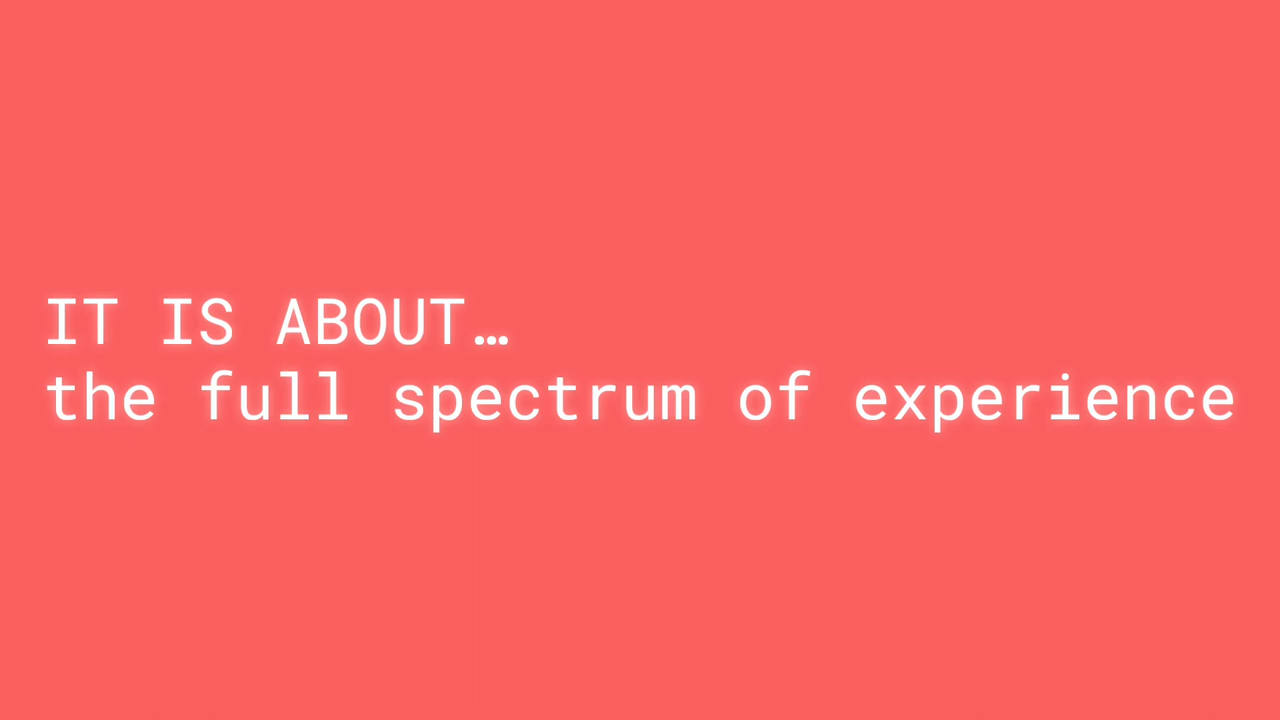 IT IS ABOUT…
the full spectrum of experience